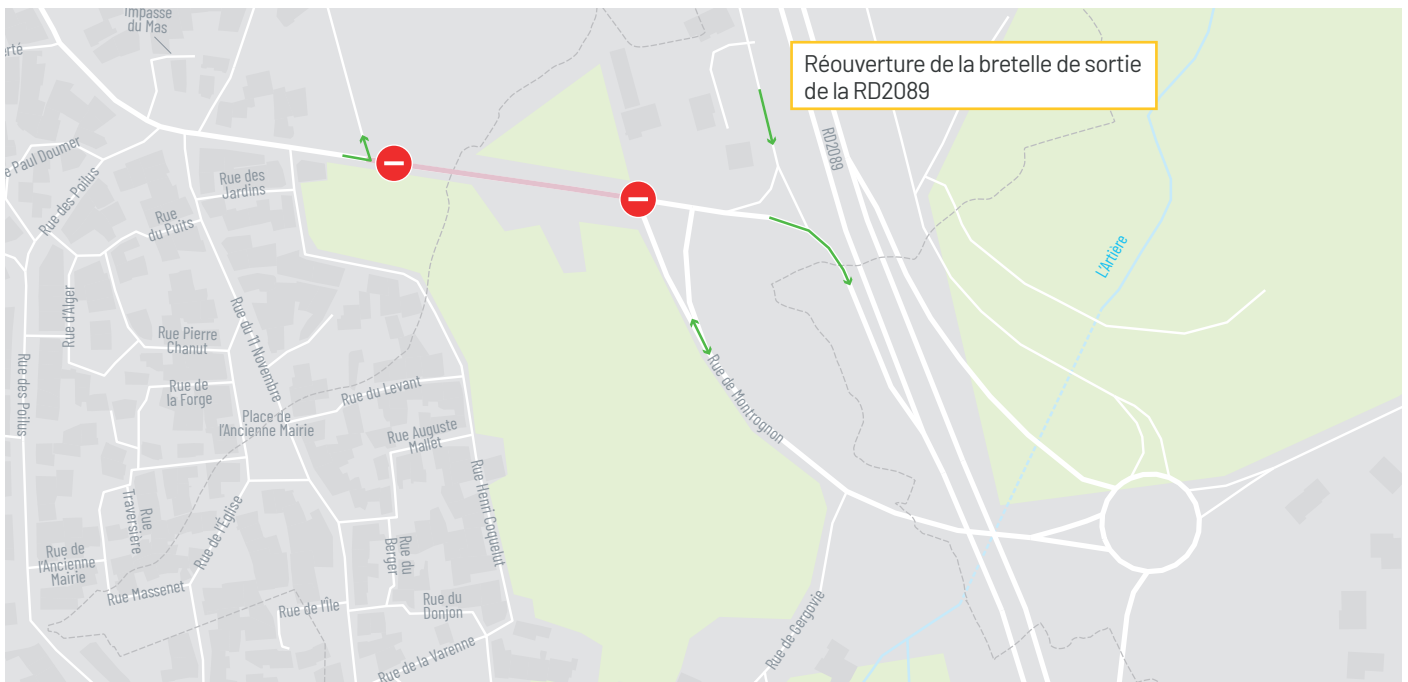 Impasse
du Mas
erté
Réouverture de la bretelle de sortie
de la RD2089
RD2089
e Paul Doumer
Rue des Poilus
Rue des
Jardins
Rue
du Puits
L'Artière
Rue d'Alger
Rue du 11 Novembre
Rue Pierre
Chanut
Rue des Poilus
Rue de
la Forge
Rue du Levant
Rue de Montrognon
Place de
l'Ancienne Mairie
Rue Auguste
Mallet
Rue Henri Coquelut
Rue
Traversière
Rue de l'Église
Rue de
l'Ancienne
Mairie
Rue du
Berger
Rue Massenet
Rue de l'Île
Rue du
Donjon
Rue de Gergovie
Rue de la Varenne